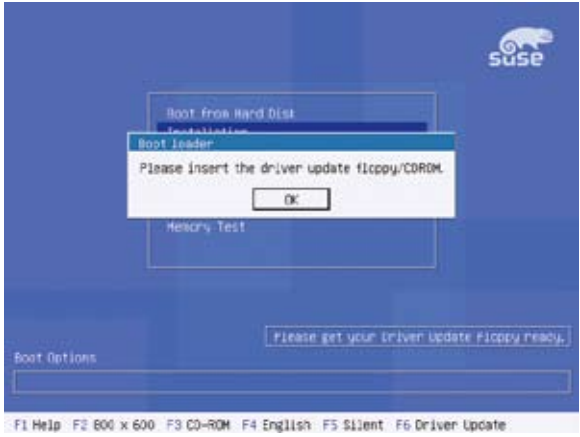 SUSE
Boot from Hard Disk
Installation
Boot loader
Please insert the driver update floppy/CDROM.
OK
Memory Test
Please get your Driver Update Floppy ready.
Boot Options
F1 Help F2 800 x 600 F3 CD-ROM F4 English F5 Silent F6 Driver Update